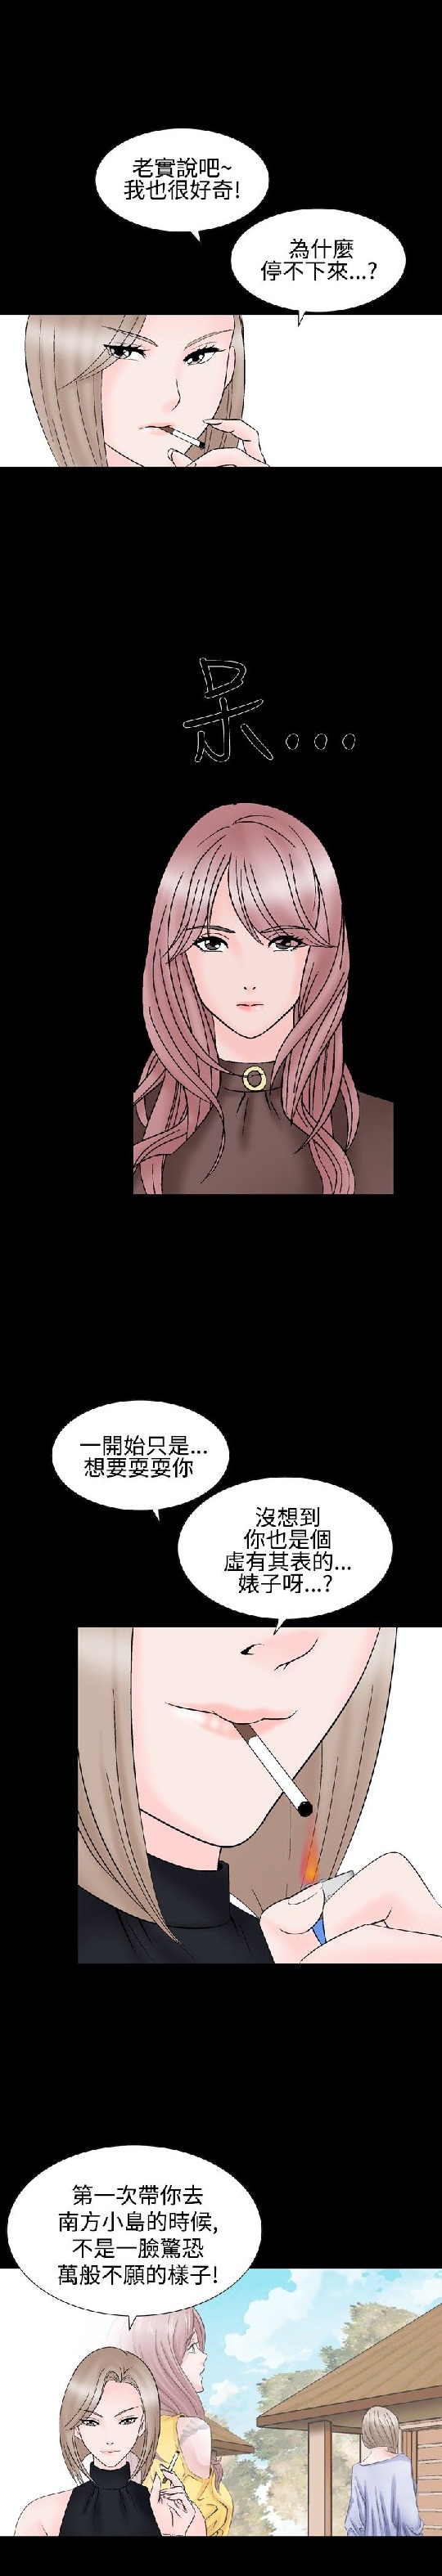 老實說吧~
我也很好奇!
為什麼
停不下來...?
呆...
一開始只是...
想要耍耍你
沒想到
你也是個
虛有其表的...
婊子呀...?
第一次帶你去
南方小島的時候,
不是一臉驚恐
萬般不願的樣子!